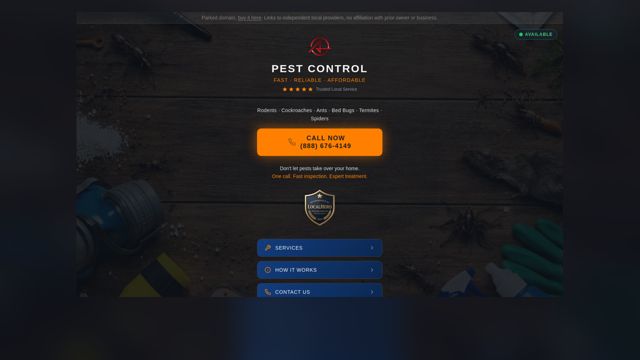 Parked domain, buy it here. Links to independent local providers, no affiliation with prior owner or business.
AVAILABLE
PEST CONTROL
FAST · RELIABLE · AFFORDABLE
★★★★★ Trusted Local Service
Rodents · Cockroaches · Ants · Bed Bugs · Termites ·
Spiders
CALL NOW
(888) 676-4149
Don't let pests take over your home.
One call. Fast inspection. Expert treatment.
LOCALHERO
SERVICES
HOW IT WORKS
CONTACT US